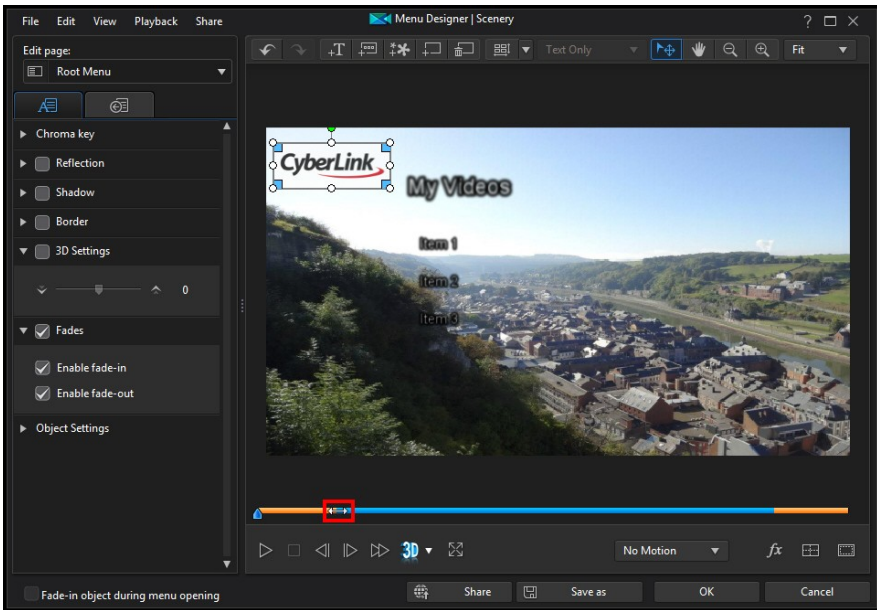 File Edit View Playback Share
Menu Designer | Scenery
?
Edit page:
Root Menu
T
Text Only
Fit
A
Chroma key
Reflection
Shadow
Border
3D Settings
0
Fades
Enable fade-in
Enable fade-out
Object Settings
CyberLink
My Videos
Item 1
Item 2
Item 3
3D
No Motion
fx
Fade-in object during menu opening
Share
Save as
OK
Cancel